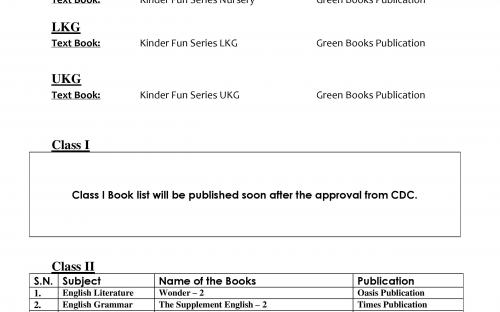 Text Book: Kinder Fun Series Nursery Green Books Publication
LKG
Text Book: Kinder Fun Series LKG Green Books Publication
UKG
Text Book: Kinder Fun Series UKG Green Books Publication
Class I
Class I Book list will be published soon after the approval from CDC.
Class II
S.N. Subject Name of the Books Publication
1. English Literature Wonder – 2 Oasis Publication
2. English Grammar The Supplement English – 2 Times Publication